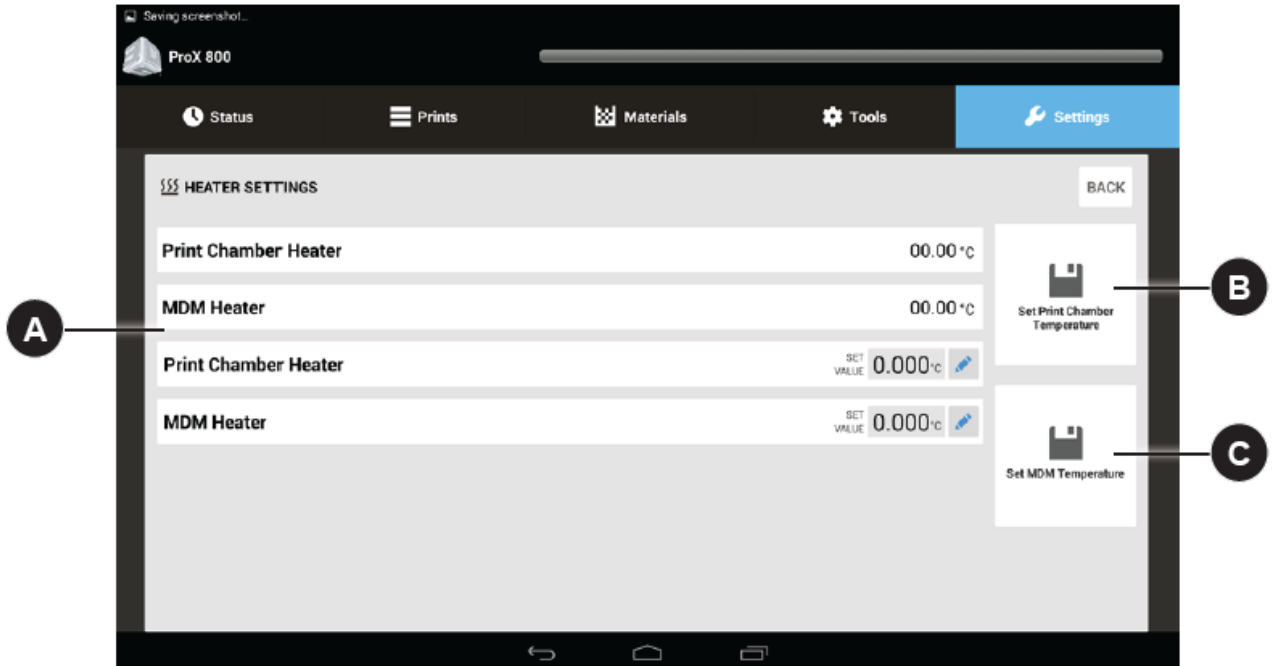 Saving screenshot...
ProX 800
Status Prints Materials Tools Settings
HEATER SETTINGS BACK
Print Chamber Heater 00.00 °C
MDM Heater 00.00 °C
Print Chamber Heater SET VALUE 0.000 °C
MDM Heater SET VALUE 0.000 °C
Set Print Chamber
Temperature
Set MDM Temperature
A
B
C